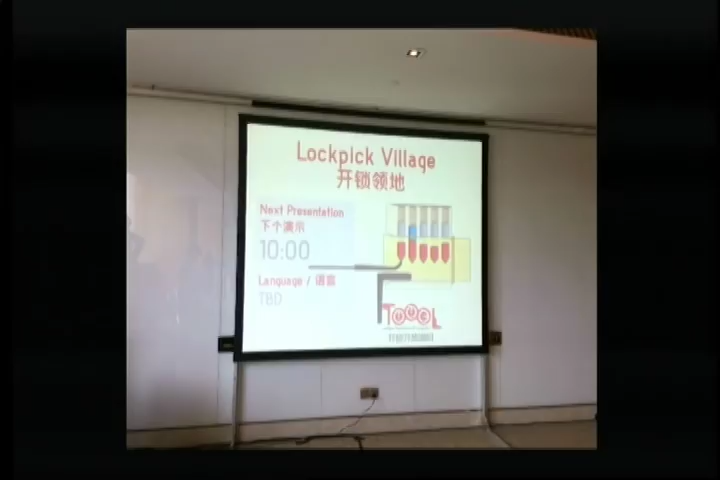 Lockpick Village
开锁领地
Next Presentation
下个演示
10:00
Language / 语言
TBD
TOOOL